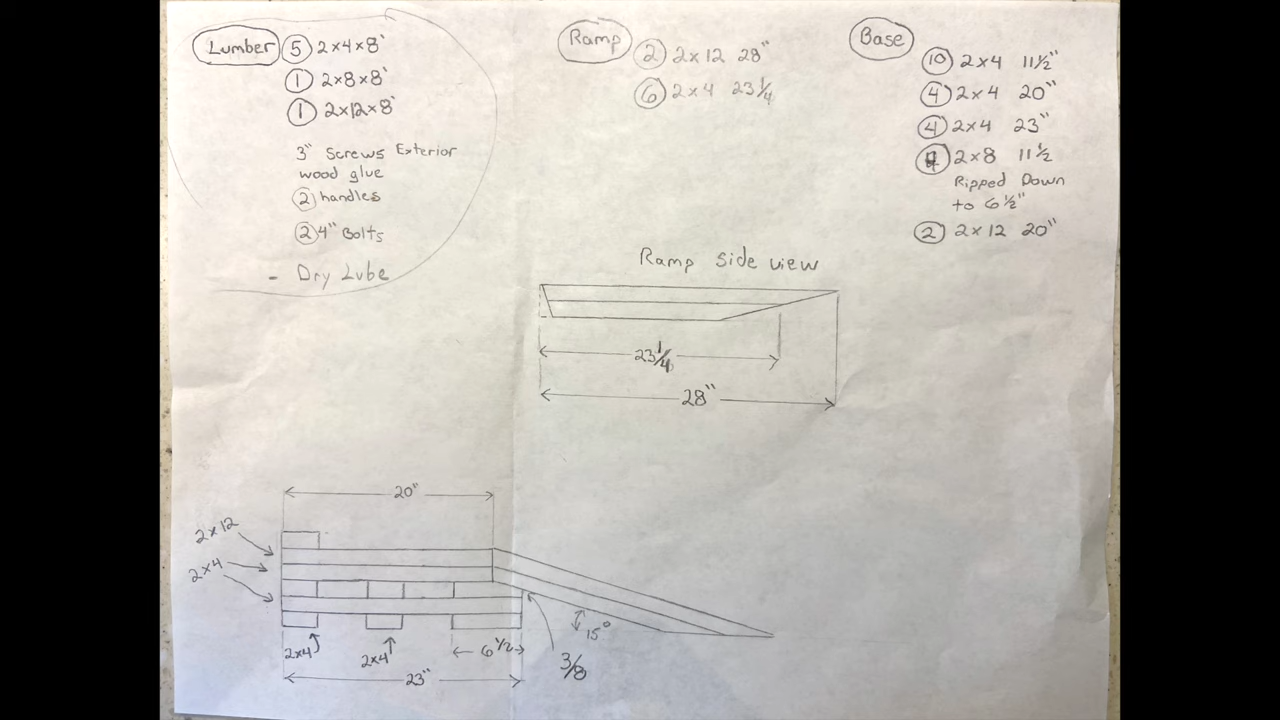 Lumber
5 2x4x8'
1 2x8x8'
1 2x12x8'
3" Screws Exterior
wood glue
2 handles
2 4" Bolts
- Dry Lube
Ramp
2 2x12 28"
6 2x4 23 1/4
Base
10 2x4 11 1/2"
4 2x4 20"
4 2x4 23"
2x8 11 1/2
Ripped Down
to 6 1/2"
2 2x12 20"
Ramp side view
23 1/4
28"
20"
2x12
2x4
15°
2x4
2x4
6 1/2
3/8
23"